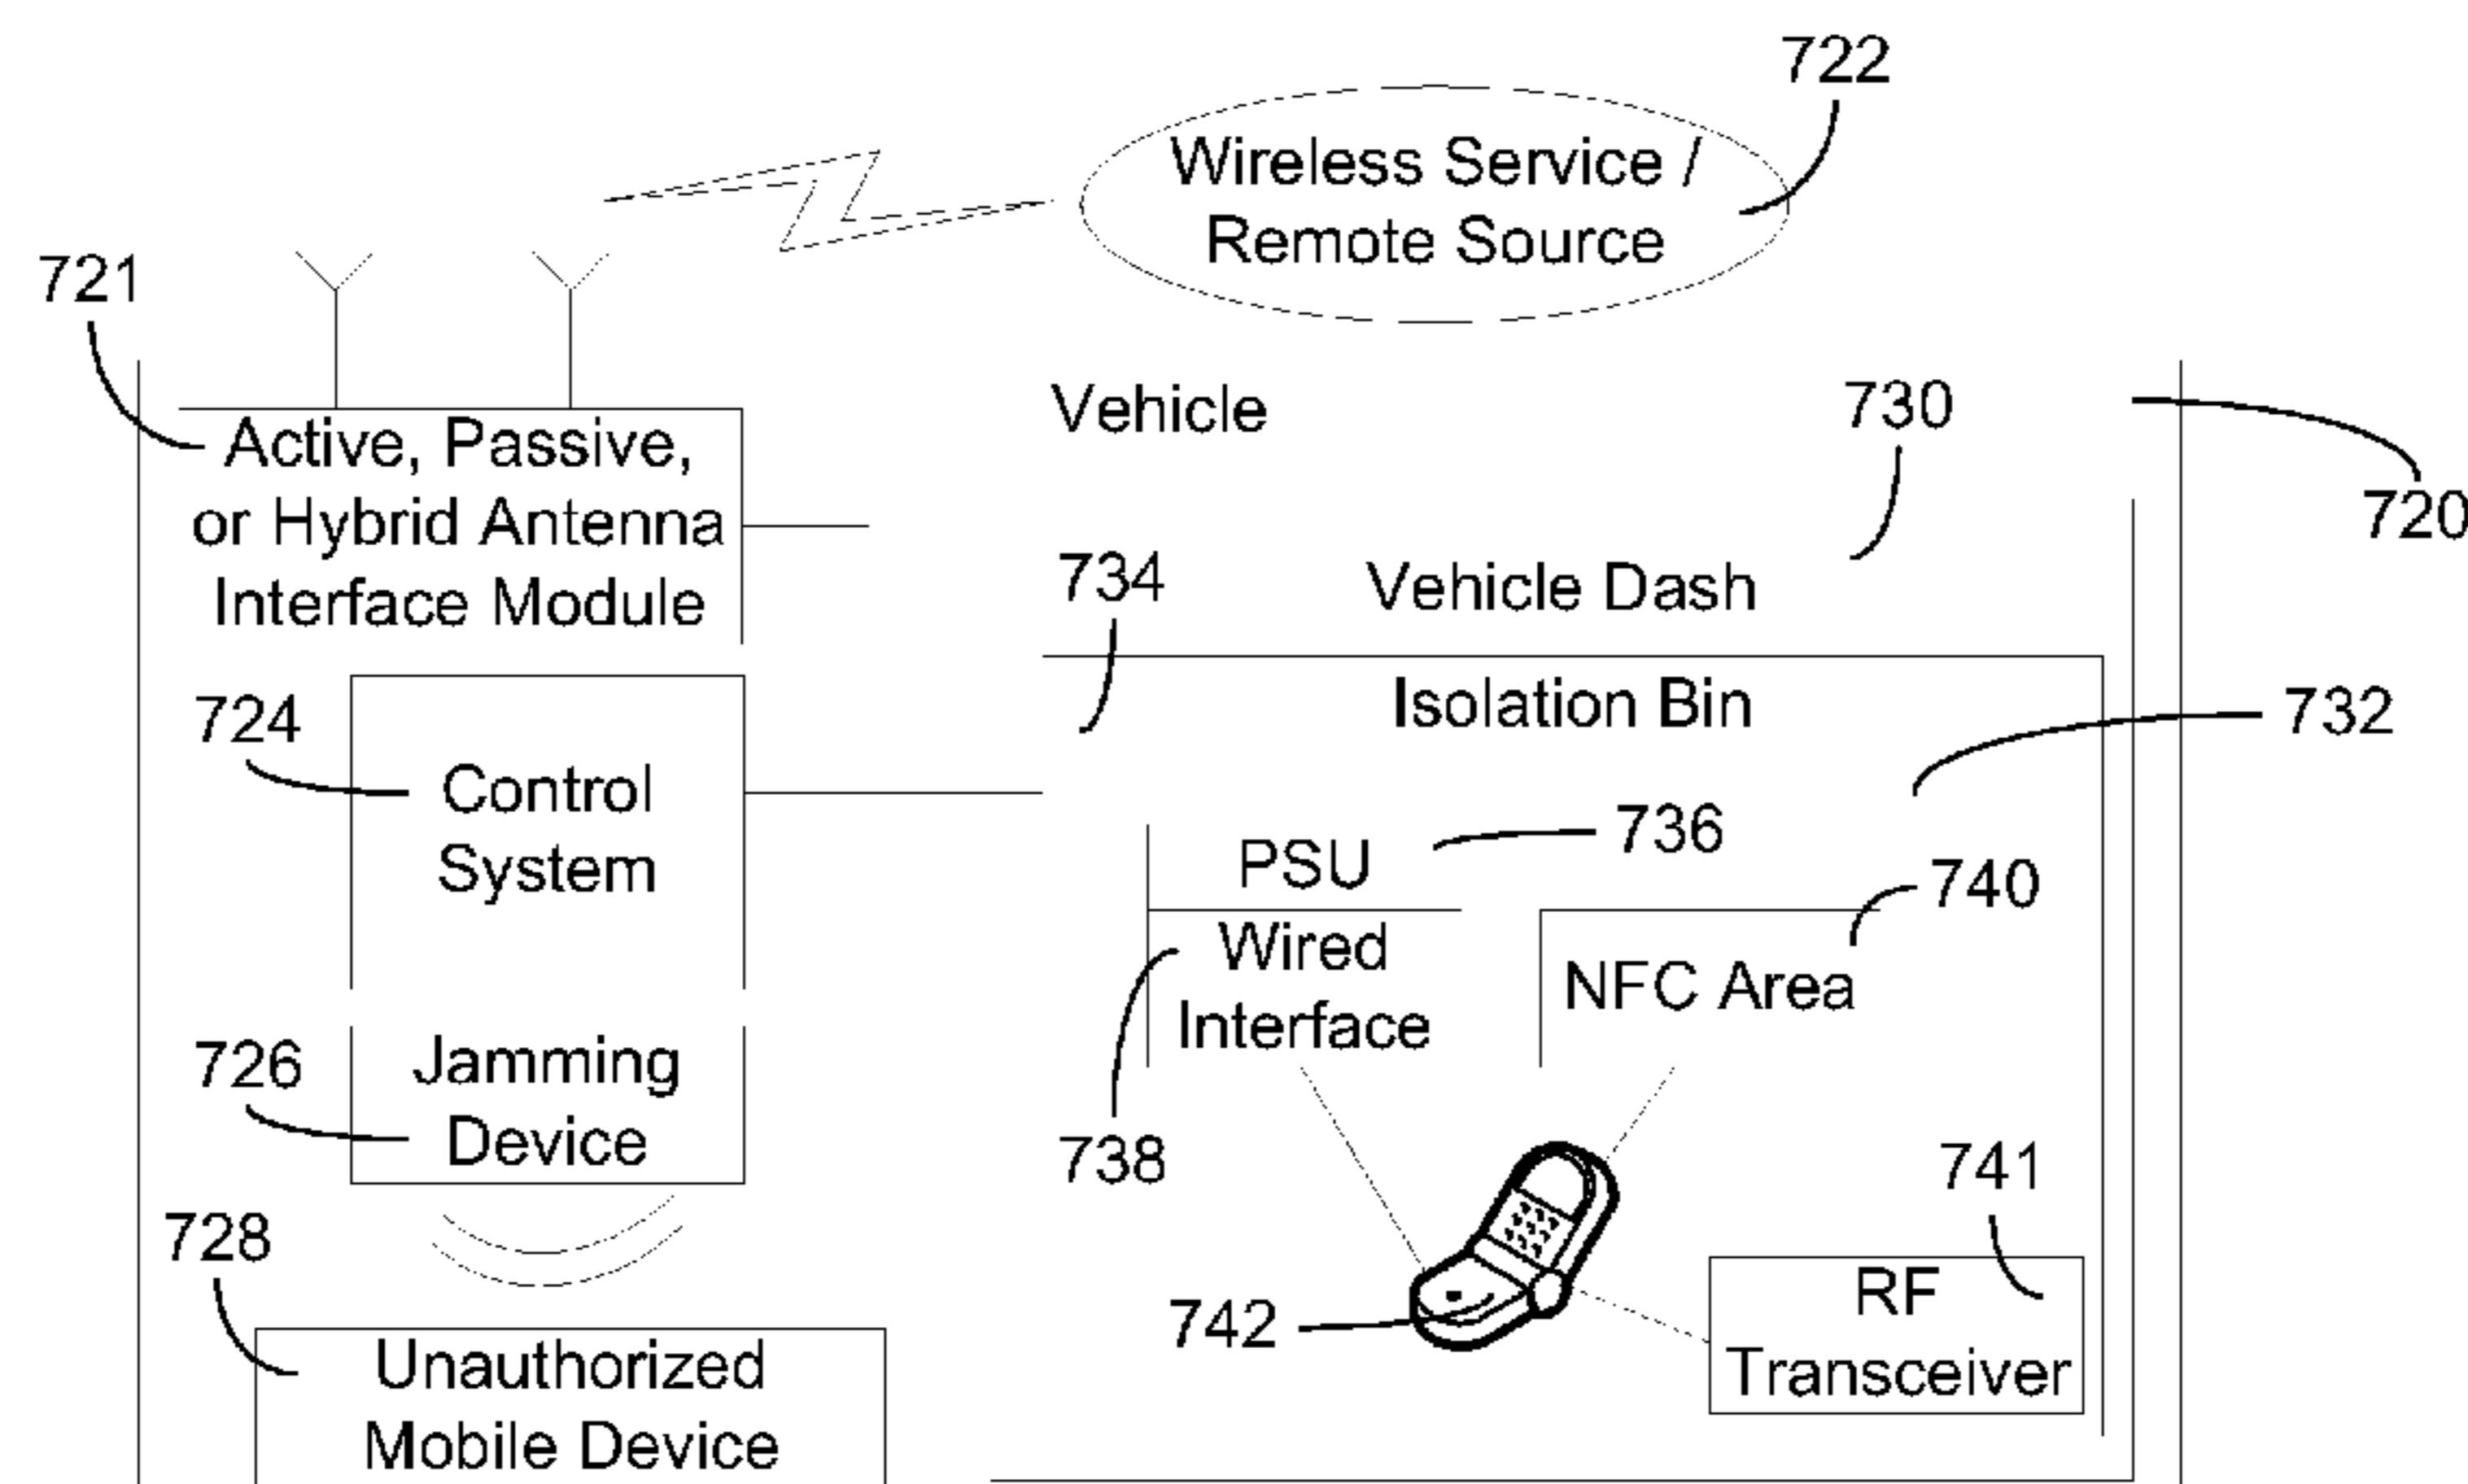 722
Wireless Service /
Remote Source
721
Vehicle
730
Active, Passive,
or Hybrid Antenna
Interface Module
720
734
Vehicle Dash
Isolation Bin
724
732
Control
System
736
PSU
740
Wired
Interface
NFC Area
726
Jamming
Device
738
741
728
742
RF
Transceiver
Unauthorized
Mobile Device